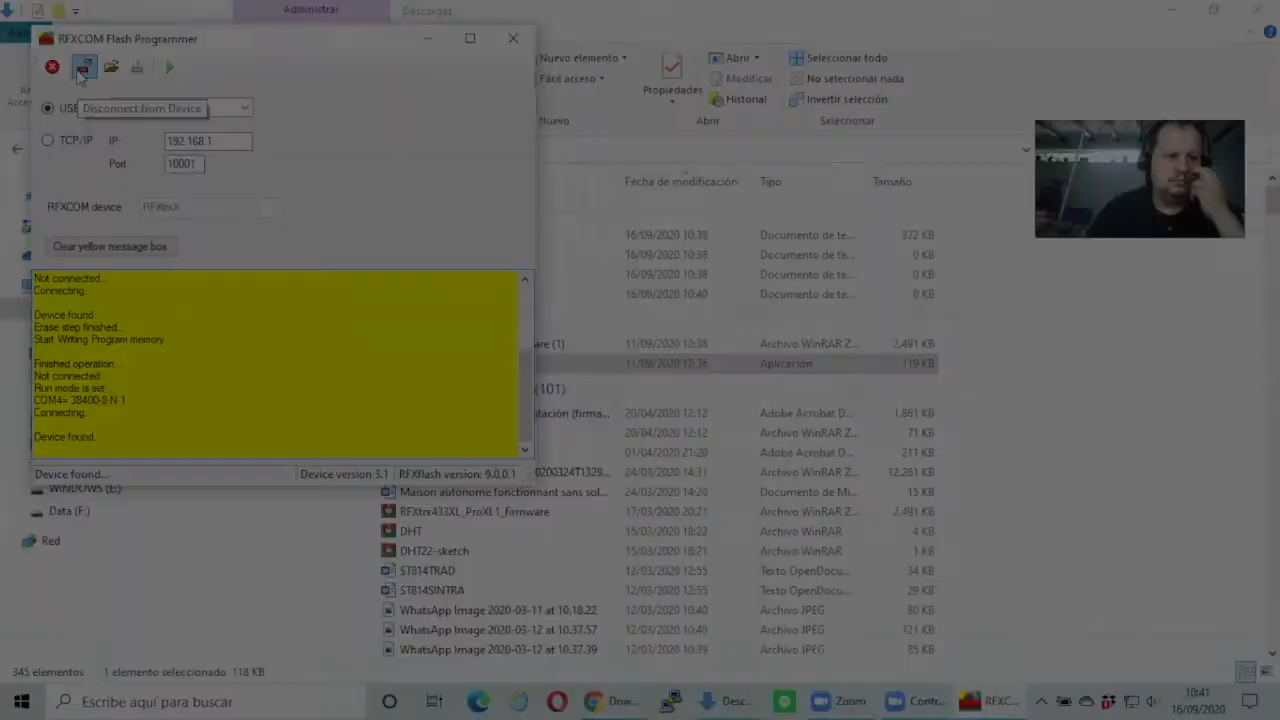 Administrar
Descargas
RFXCOM Flash Programmer
Nuevo elemento
Abrir
Seleccionar todo
Fácil acceso
Modificar
No seleccionar nada
Propiedades
Historial
Invertir selección
Nuevo
Abrir
Seleccionar
USB
Disconnect from Device
TCP/IP
IP
192.168.1
Port
10001
RFXCOM device
RFXtrxX
Clear yellow message box
Fecha de modificación
Tipo
Tamaño
16/09/2020 10:38 Documento de te... 372 KB
16/09/2020 10:38 Documento de te... 0 KB
16/09/2020 10:38 Documento de te... 0 KB
16/09/2020 10:40 Documento de te... 0 KB
Not connected...
Connecting...
Device found.
Erase step finished...
Start Writing Program memory
Finished operation
Not connected
Run mode is set ...
COM4= 38400-8-N-1
Connecting...
Device found.
ware (1) 11/09/2020 12:38 Archivo WinRAR Z... 2.491 KB
11/09/2020 12:36 Aplicación 119 KB
(101)
tación (firma... 20/04/2020 12:12 Adobe Acrobat D... 1.861 KB
20/04/2020 12:12 Archivo WinRAR Z... 71 KB
01/04/2020 21:20 Adobe Acrobat D... 211 KB
0200324T1329... 24/03/2020 14:31 Archivo WinRAR Z... 12.261 KB
Device found...
Device version 3.1
RFXflash version: 9.0.0.1
WINDOWS (E:)
Data (F:)
Red
Maison autonome fonctionnant sans sol... 24/03/2020 14:20 Documento de Mi... 15 KB
RFXtrx433XL_ProXL1_firmware 17/03/2020 20:21 Archivo WinRAR Z... 2.491 KB
DHT 15/03/2020 18:22 Archivo WinRAR 4 KB
DHT22-sketch 15/03/2020 18:21 Archivo WinRAR 1 KB
ST814TRAD 12/03/2020 12:55 Texto OpenDocu... 34 KB
ST814SINTRA 12/03/2020 12:55 Texto OpenDocu... 29 KB
WhatsApp Image 2020-03-11 at 10.18.22 12/03/2020 10:40 Archivo JPEG 80 KB
WhatsApp Image 2020-03-12 at 10.37.57 12/03/2020 10:40 Archivo JPEG 121 KB
WhatsApp Image 2020-03-12 at 10.37.39 12/03/2020 10:39 Archivo JPEG 85 KB
345 elementos
1 elemento seleccionado 118 KB
Escribe aquí para buscar
Dow...
Desc...
Zoom
Contr...
RFXC...
10:41
16/09/2020